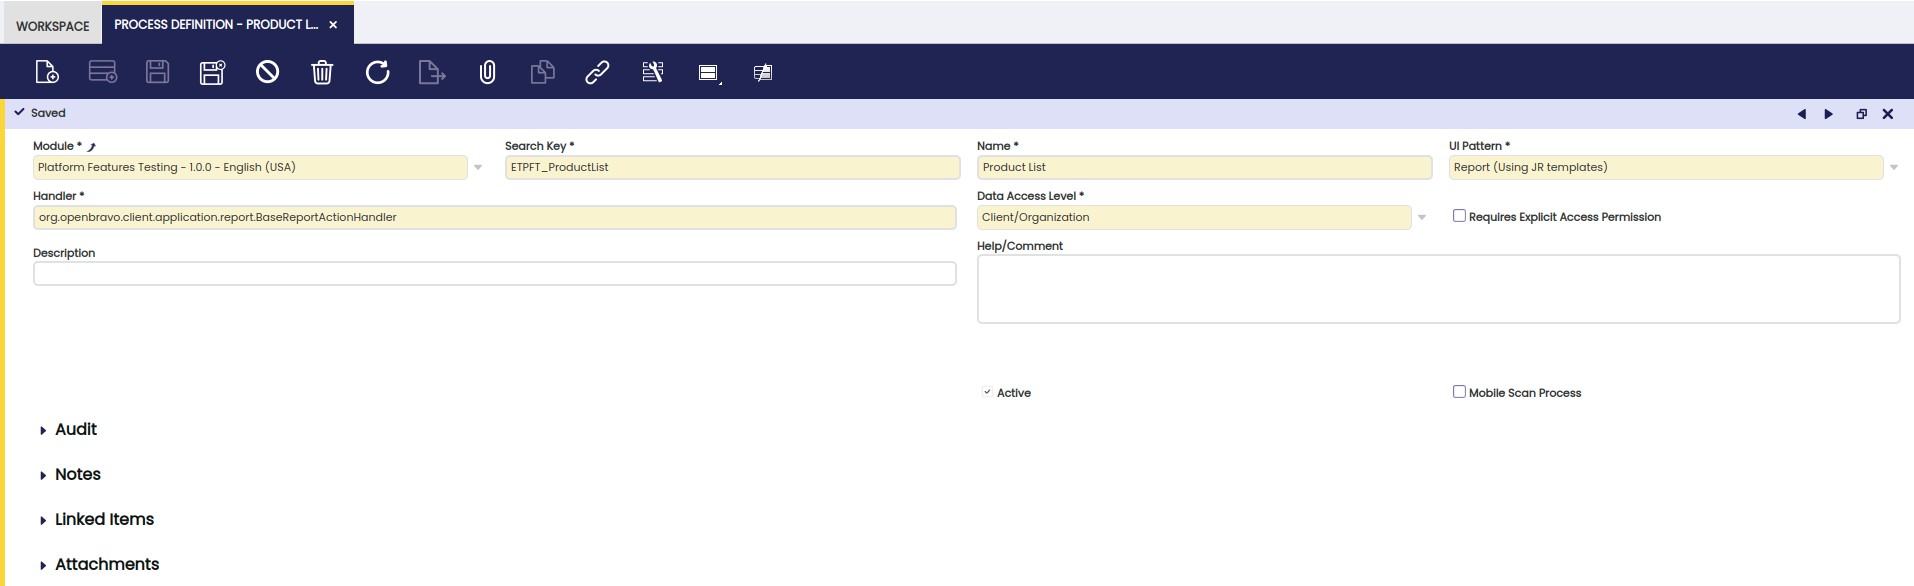 WORKSPACE
PROCESS DEFINITION - PRODUCT L...
Saved
Module *
Search Key *
Name *
UI Pattern *
Platform Features Testing - 1.0.0 - English (USA)
ETPFT_ProductList
Product List
Report (Using JR templates)
Handler *
Data Access Level *
org.openbravo.client.application.report.BaseReportActionHandler
Client/Organization
Requires Explicit Access Permission
Description
Help/Comment
Active
Mobile Scan Process
Audit
Notes
Linked Items
Attachments